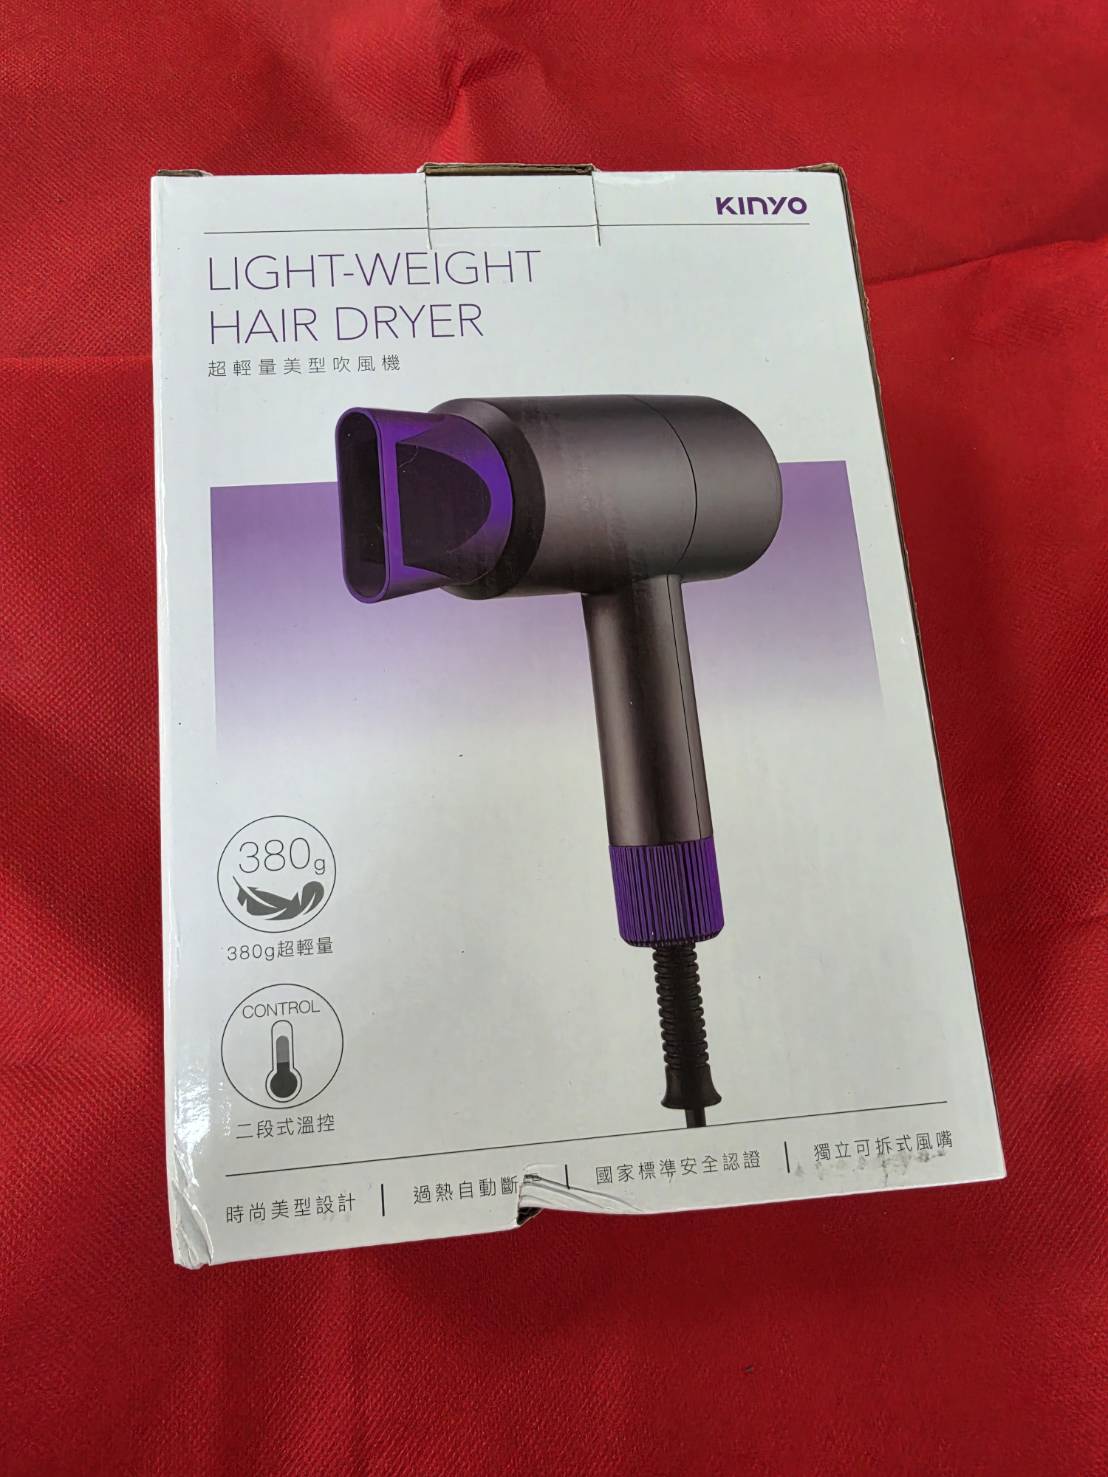 KINYO
LIGHT-WEIGHT
HAIR DRYER
超輕量美型吹風機
380g
380g超輕量
CONTROL
二段式溫控
時尚美型設計 | 過熱自動斷 | 國家標準安全認證 | 獨立可拆式風嘴